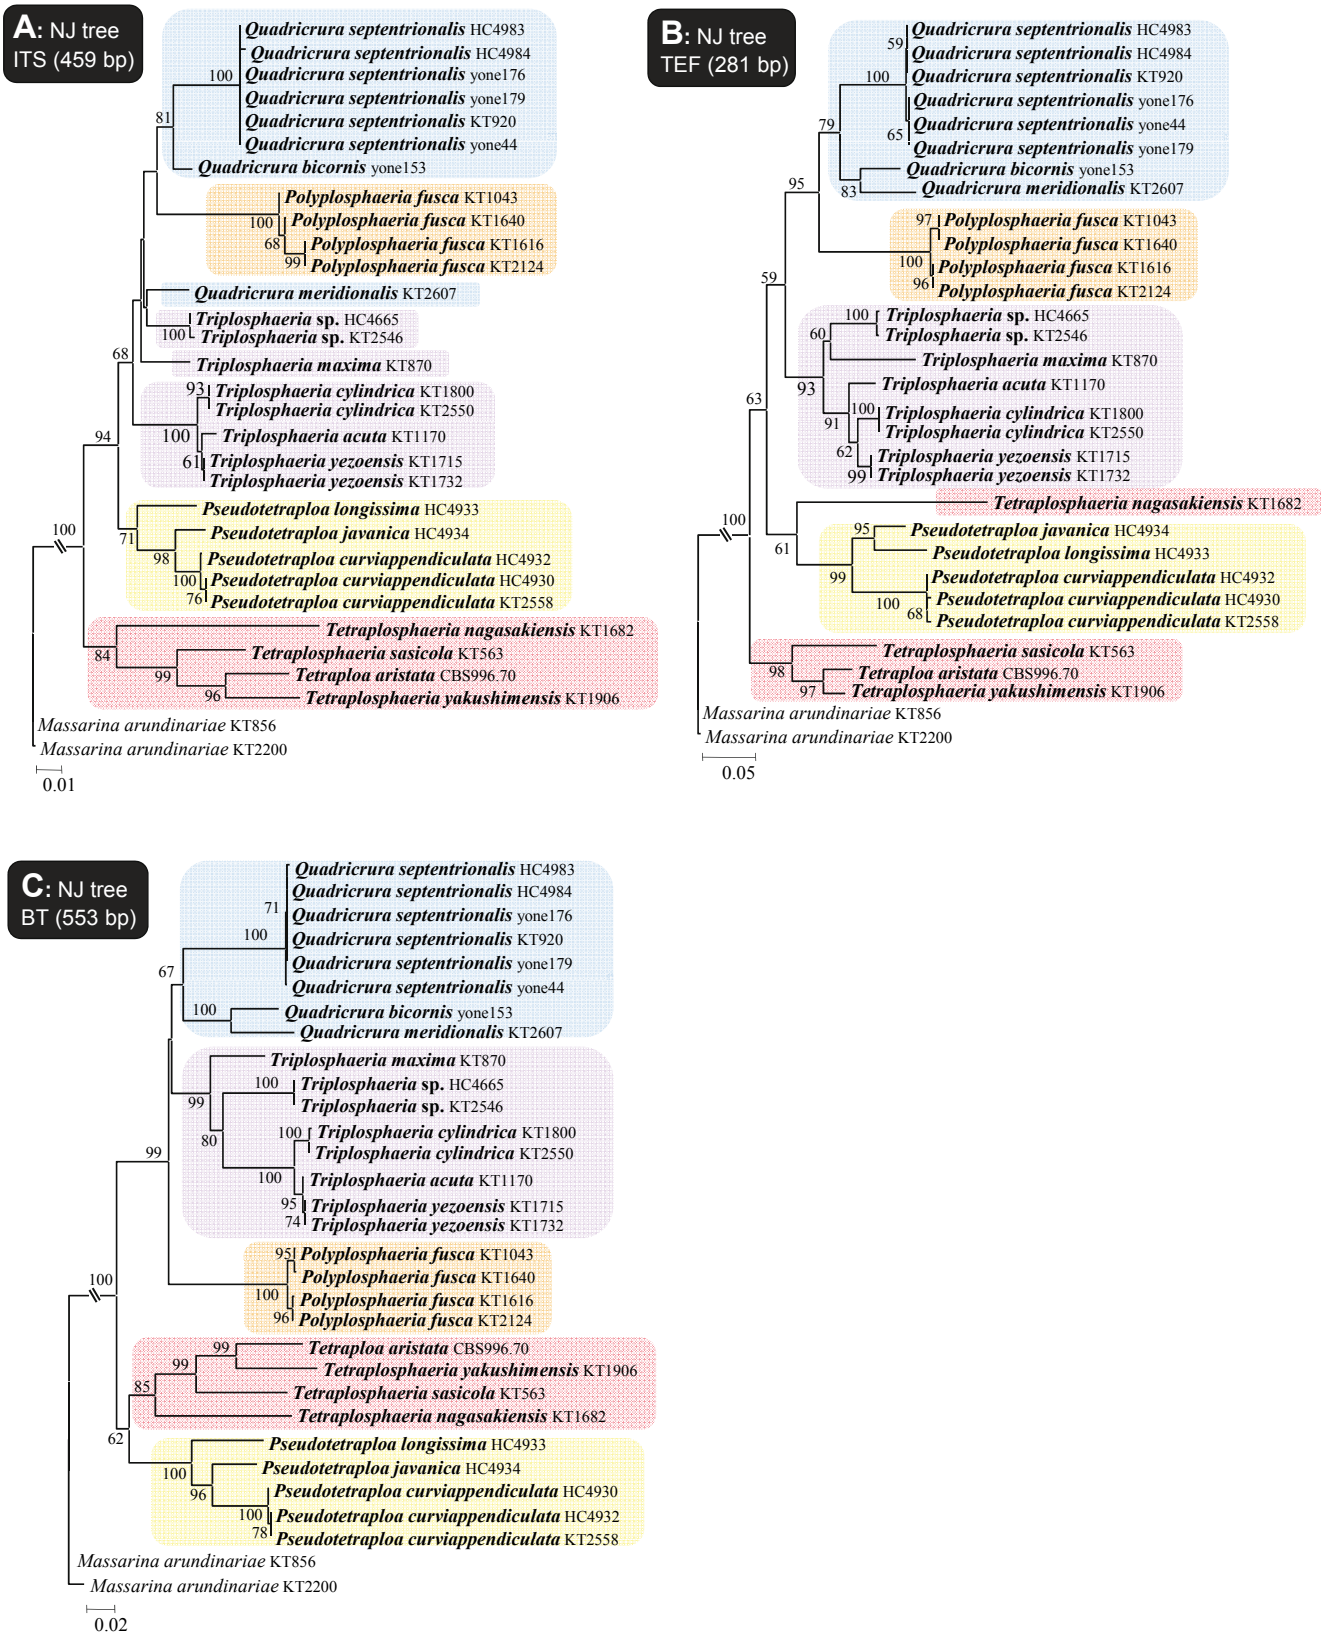 A: NJ tree
ITS (459 bp)
Quadricrura septentrionalis HC4983
Quadricrura septentrionalis HC4984
100
Quadricrura septentrionalis yone176
Quadricrura septentrionalis yone179
81
Quadricrura septentrionalis KT920
Quadricrura septentrionalis yone44
Quadricrura bicornis yone153
Polyplosphaeria fusca KT1043
100
Polyplosphaeria fusca KT1640
68
Polyplosphaeria fusca KT1616
99
Polyplosphaeria fusca KT2124
Quadricrura meridionalis KT2607
Triplosphaeria sp. HC4665
100
Triplosphaeria sp. KT2546
68
Triplosphaeria maxima KT870
93
Triplosphaeria cylindrica KT1800
Triplosphaeria cylindrica KT2550
94
100
Triplosphaeria acuta KT1170
61
Triplosphaeria yezoensis KT1715
Triplosphaeria yezoensis KT1732
Pseudotetraploa longissima HC4933
100
71
Pseudotetraploa javanica HC4934
98
Pseudotetraploa curviappendiculata HC4932
100
Pseudotetraploa curviappendiculata HC4930
76
Pseudotetraploa curviappendiculata KT2558
Tetraplosphaeria nagasakiensis KT1682
84
Tetraplosphaeria sasicola KT563
99
Tetraploa aristata CBS996.70
96
Tetraplosphaeria yakushimensis KT1906
Massarina arundinariae KT856
Massarina arundinariae KT2200
0.01
B: NJ tree
TEF (281 bp)
Quadricrura septentrionalis HC4983
59
Quadricrura septentrionalis HC4984
100
Quadricrura septentrionalis KT920
Quadricrura septentrionalis yone176
79
Quadricrura septentrionalis yone44
65
Quadricrura septentrionalis yone179
Quadricrura bicornis yone153
95
83
Quadricrura meridionalis KT2607
97
Polyplosphaeria fusca KT1043
Polyplosphaeria fusca KT1640
100
Polyplosphaeria fusca KT1616
59
96
Polyplosphaeria fusca KT2124
100
Triplosphaeria sp. HC4665
60
Triplosphaeria sp. KT2546
Triplosphaeria maxima KT870
93
Triplosphaeria acuta KT1170
63
100
Triplosphaeria cylindrica KT1800
91
Triplosphaeria cylindrica KT2550
62
Triplosphaeria yezoensis KT1715
99
Triplosphaeria yezoensis KT1732
Tetraplosphaeria nagasakiensis KT1682
100
95
Pseudotetraploa javanica HC4934
61
Pseudotetraploa longissima HC4933
99
Pseudotetraploa curviappendiculata HC4932
100
Pseudotetraploa curviappendiculata HC4930
68
Pseudotetraploa curviappendiculata KT2558
Tetraplosphaeria sasicola KT563
98
Tetraploa aristata CBS996.70
97
Tetraplosphaeria yakushimensis KT1906
Massarina arundinariae KT856
Massarina arundinariae KT2200
0.05
C: NJ tree
BT (553 bp)
Quadricrura septentrionalis HC4983
Quadricrura septentrionalis HC4984
71
Quadricrura septentrionalis yone176
100
Quadricrura septentrionalis KT920
Quadricrura septentrionalis yone179
67
Quadricrura septentrionalis yone44
100
Quadricrura bicornis yone153
Quadricrura meridionalis KT2607
Triplosphaeria maxima KT870
100
Triplosphaeria sp. HC4665
99
Triplosphaeria sp. KT2546
80
100
Triplosphaeria cylindrica KT1800
99
Triplosphaeria cylindrica KT2550
100
Triplosphaeria acuta KT1170
95
Triplosphaeria yezoensis KT1715
74
Triplosphaeria yezoensis KT1732
95
Polyplosphaeria fusca KT1043
100
Polyplosphaeria fusca KT1640
100
Polyplosphaeria fusca KT1616
96
Polyplosphaeria fusca KT2124
99
Tetraploa aristata CBS996.70
99
Tetraplosphaeria yakushimensis KT1906
85
Tetraplosphaeria sasicola KT563
Tetraplosphaeria nagasakiensis KT1682
62
Pseudotetraploa longissima HC4933
100
Pseudotetraploa javanica HC4934
96
Pseudotetraploa curviappendiculata HC4930
100
Pseudotetraploa curviappendiculata HC4932
78
Pseudotetraploa curviappendiculata KT2558
Massarina arundinariae KT856
Massarina arundinariae KT2200
0.02